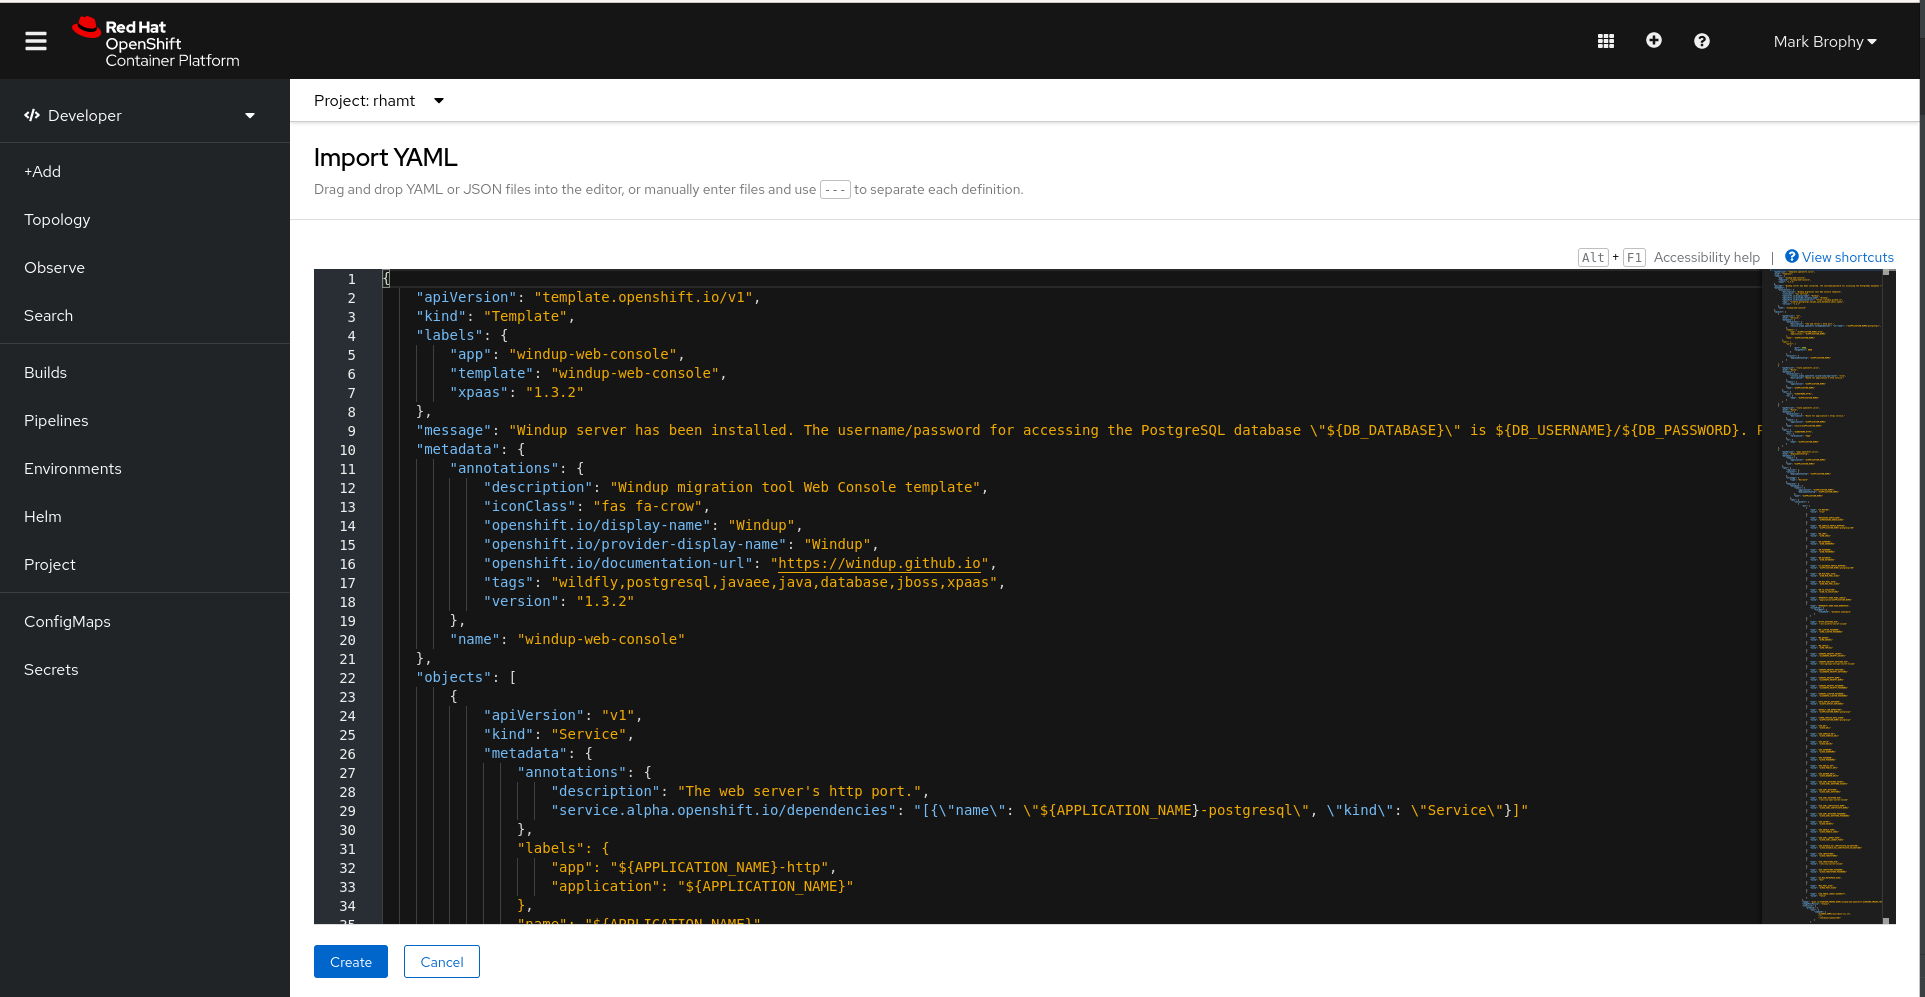 Red Hat
OpenShift
Container Platform
Mark Brophy
Developer
+Add
Topology
Observe
Search
Builds
Pipelines
Environments
Helm
Project
ConfigMaps
Secrets
Project: rhamt
Import YAML
Drag and drop YAML or JSON files into the editor, or manually enter files and use --- to separate each definition.
Alt + F1 Accessibility help | View shortcuts
1 {
2 "apiVersion": "template.openshift.io/v1",
3 "kind": "Template",
4 "labels": {
5 "app": "windup-web-console",
6 "template": "windup-web-console",
7 "xpaas": "1.3.2"
8 },
9 "message": "Windup server has been installed. The username/password for accessing the PostgreSQL database \"${DB_DATABASE}\" is ${DB_USERNAME}/${DB_PASSWORD}.
10 "metadata": {
11 "annotations": {
12 "description": "Windup migration tool Web Console template",
13 "iconClass": "fas fa-crow",
14 "openshift.io/display-name": "Windup",
15 "openshift.io/provider-display-name": "Windup",
16 "openshift.io/documentation-url": "https://windup.github.io",
17 "tags": "wildfly,postgresql,javaee,java,database,jboss,xpaas",
18 "version": "1.3.2"
19 },
20 "name": "windup-web-console"
21 },
22 "objects": [
23 {
24 "apiVersion": "v1",
25 "kind": "Service",
26 "metadata": {
27 "annotations": {
28 "description": "The web server's http port.",
29 "service.alpha.openshift.io/dependencies": "[{\"name\": \"${APPLICATION_NAME}-postgresql\", \"kind\": \"Service\"}]"
30 },
31 "labels": {
32 "app": "${APPLICATION_NAME}-http",
33 "application": "${APPLICATION_NAME}"
34 },
35 "name": "${APPLICATION_NAME}"
Create
Cancel